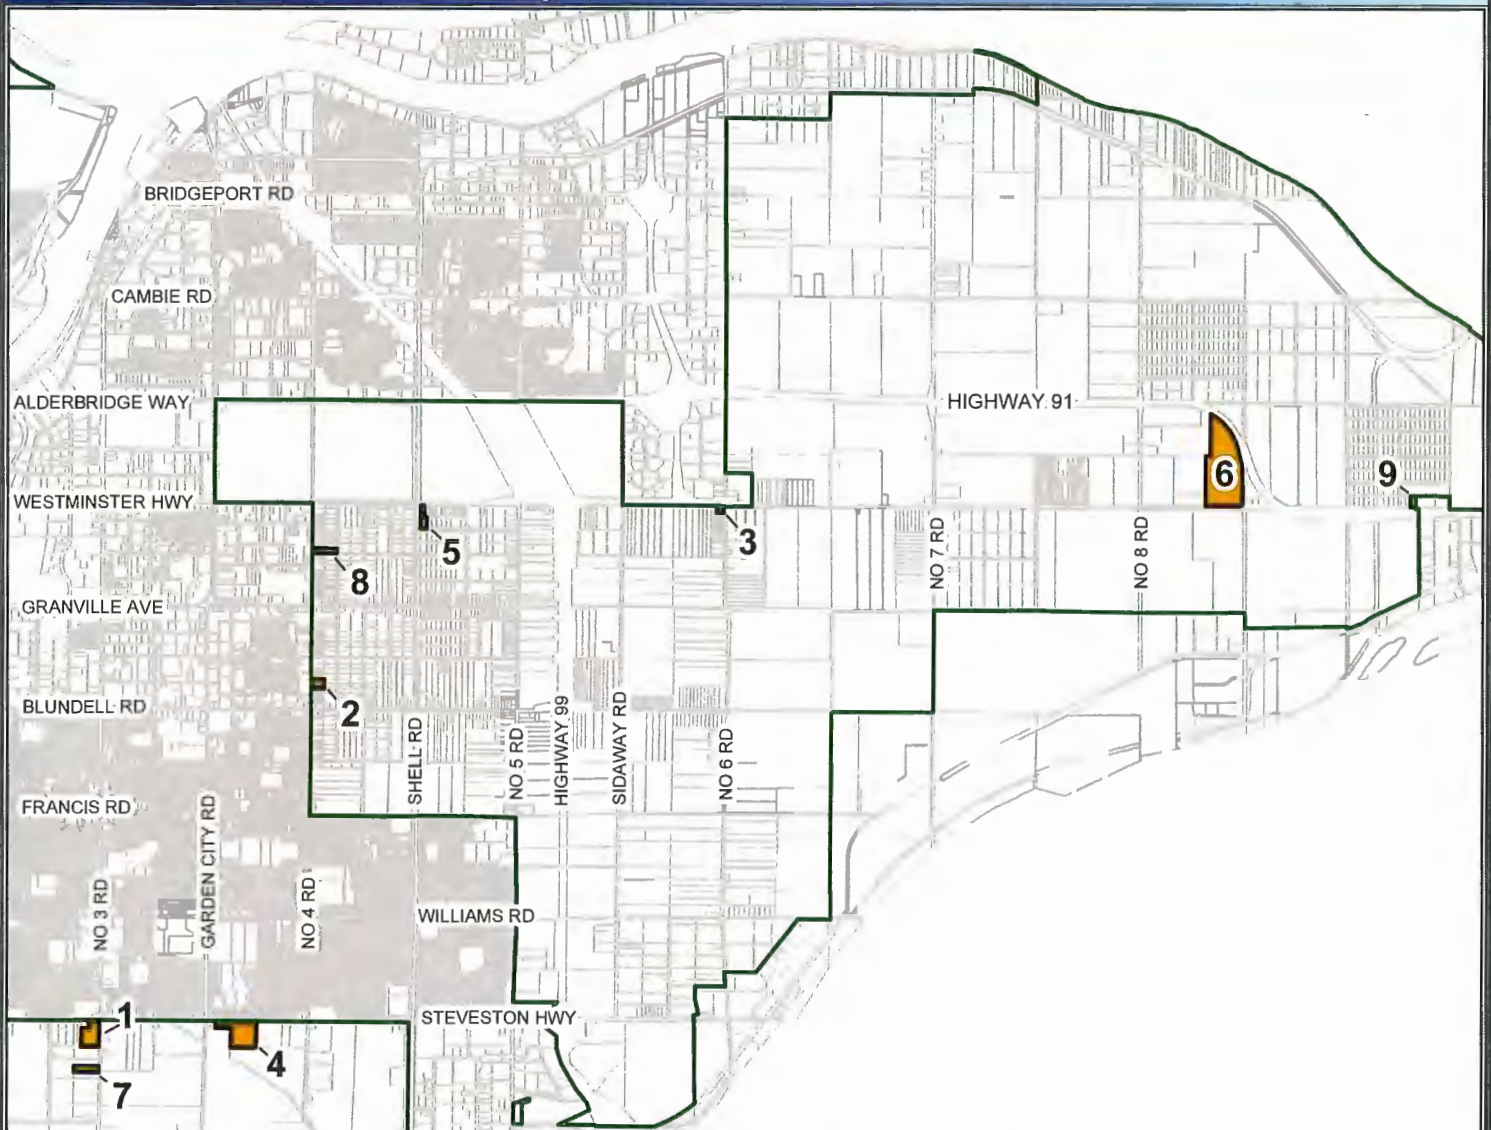 BRIDGEPORT RD
CAMBIE RD
ALDERBRIDGE WAY
HIGHWAY 91
6
9
WESTMINSTER HWY
3
5
8
NO 7 RD
NO 8 RD
GRANVILLE AVE
2
BLUNDELL RD
SHELL RD
NO 5 RD
HIGHWAY 99
SIDAWAY RD
NO 6 RD
FRANCIS RD
NO 3 RD
GARDEN CITY RD
NO 4 RD
WILLIAMS RD
1
STEVESTON HWY
4
7